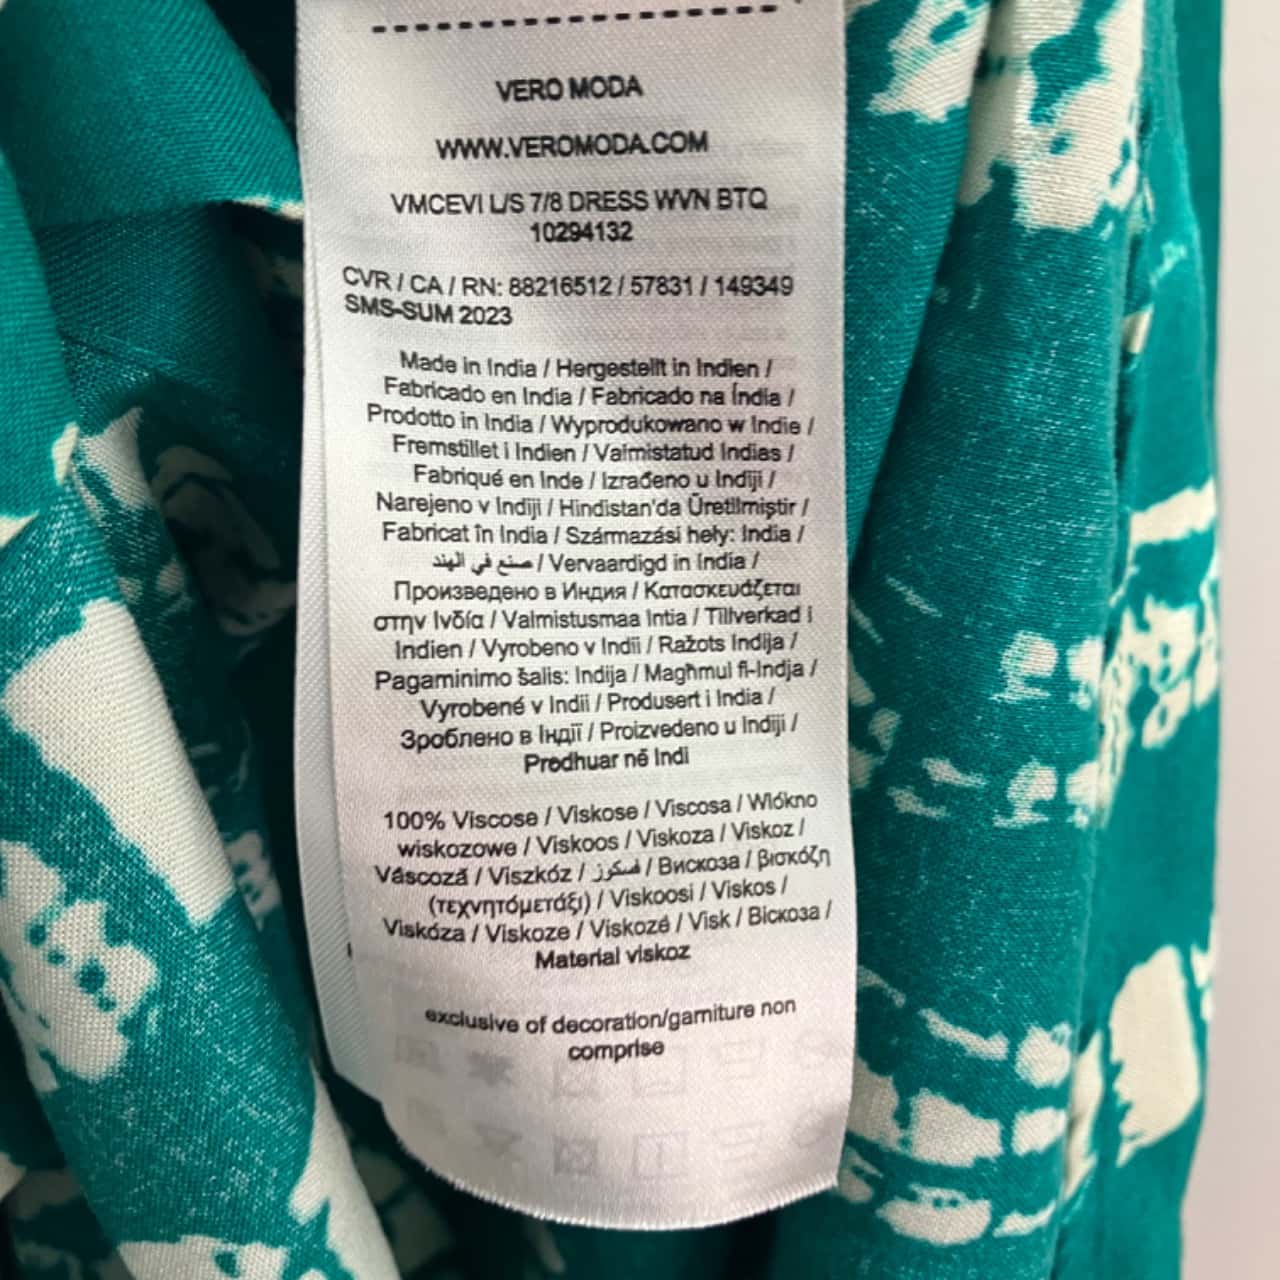 VERO MODA
WWW.VEROMODA.COM
VMCEVI L/S 7/8 DRESS WVN BTQ
10294132
CVR / CA / RN: 88216512 / 57831 / 149349
SMS-SUM 2023
Made in India / Hergestellt in Indien /
Fabricado en India / Fabricado na Índia /
Prodotto in India / Wyprodukowano w Indie /
Fremstillet i Indien / Valmistatud Indias /
Fabriqué en Inde / Izrađeno u Indiji /
Narejeno v Indiji / Hindistan'da Üretilmiştir /
Fabricat în India / Származási hely: India /
صنع في الهند / Vervaardigd in India /
Произведено в Индия / Κατασκευάζεται
στην Ινδία / Valmistusmaa Intia / Tillverkad i
Indien / Vyrobeno v Indii / Ražots Indija /
Pagaminimo šalis: Indija / Magħmul fl-Indja /
Vyrobené v Indii / Produsert i India /
Зроблено в Індії / Proizvedeno u Indiji /
Prodhuar në Indi
100% Viscose / Viskose / Viscosa / Włókno
wiskozowe / Viskoos / Viskoza / Viskoz /
Vâscoză / Viszkóz / فسكوز / Вискоза / βισκόζη
(τεχνητόμετάξι) / Viskoosi / Viskos /
Viskóza / Viskoze / Viskozė / Visk / Віскоза /
Material viskoz
exclusive of decoration/garniture non
comprise